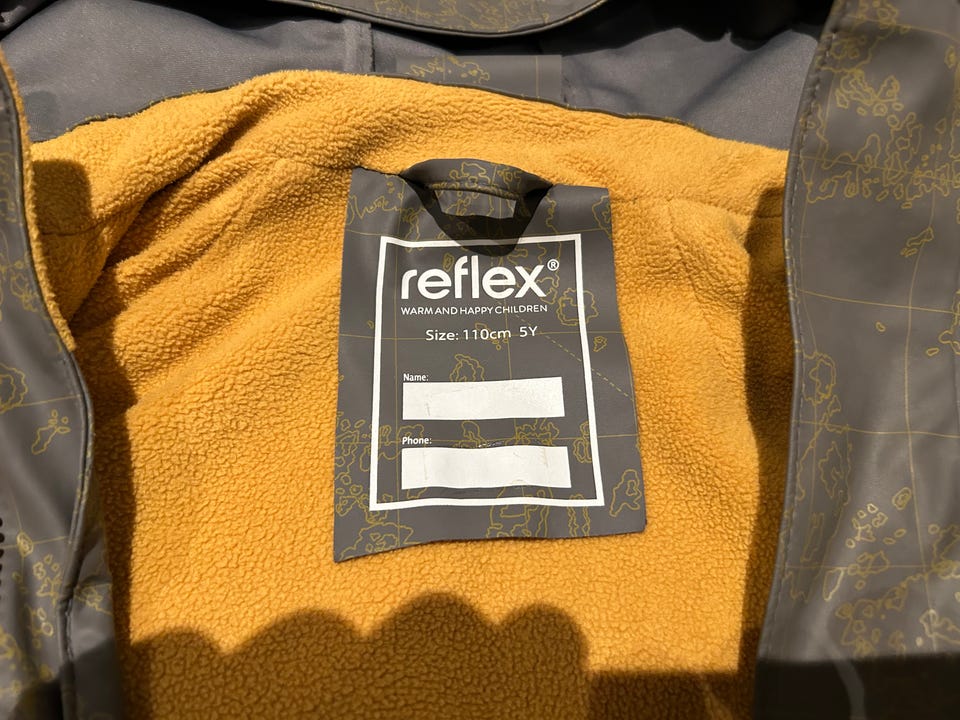 reflex®
WARM AND HAPPY CHILDREN
Size: 110cm 5Y
Name:
Phone: